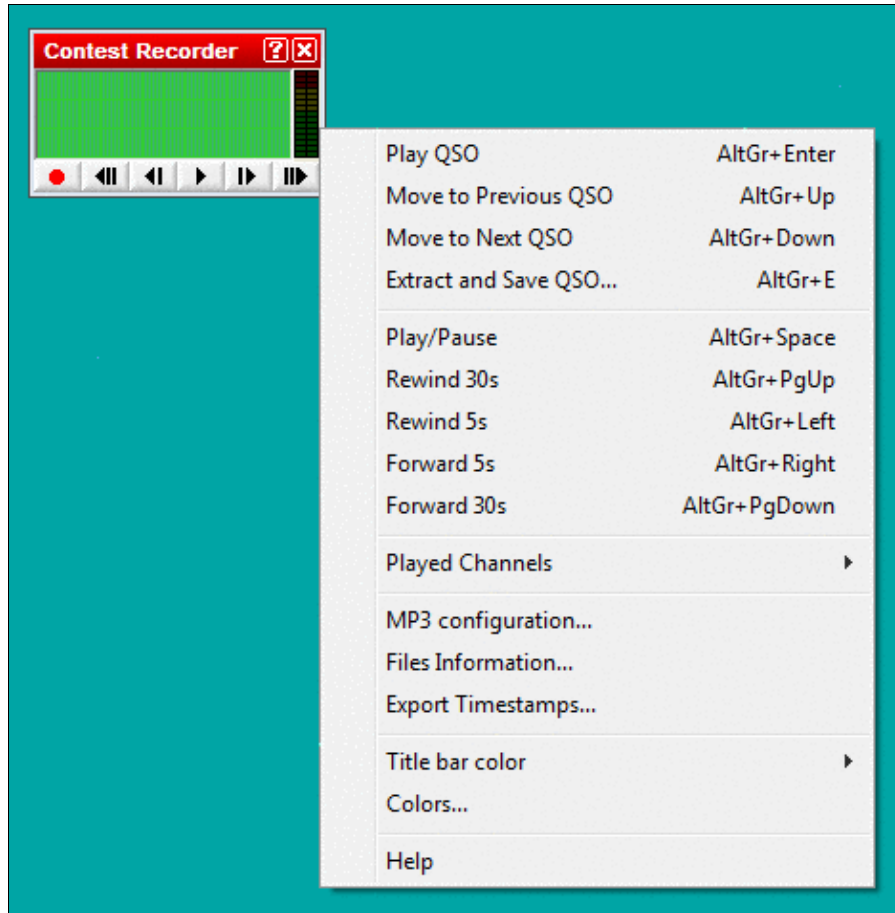 Contest Recorder ?
Play QSO AltGr+Enter
Move to Previous QSO AltGr+Up
Move to Next QSO AltGr+Down
Extract and Save QSO... AltGr+E
Play/Pause AltGr+Space
Rewind 30s AltGr+PgUp
Rewind 5s AltGr+Left
Forward 5s AltGr+Right
Forward 30s AltGr+PgDown
Played Channels
MP3 configuration...
Files Information...
Export Timestamps...
Title bar color
Colors...
Help